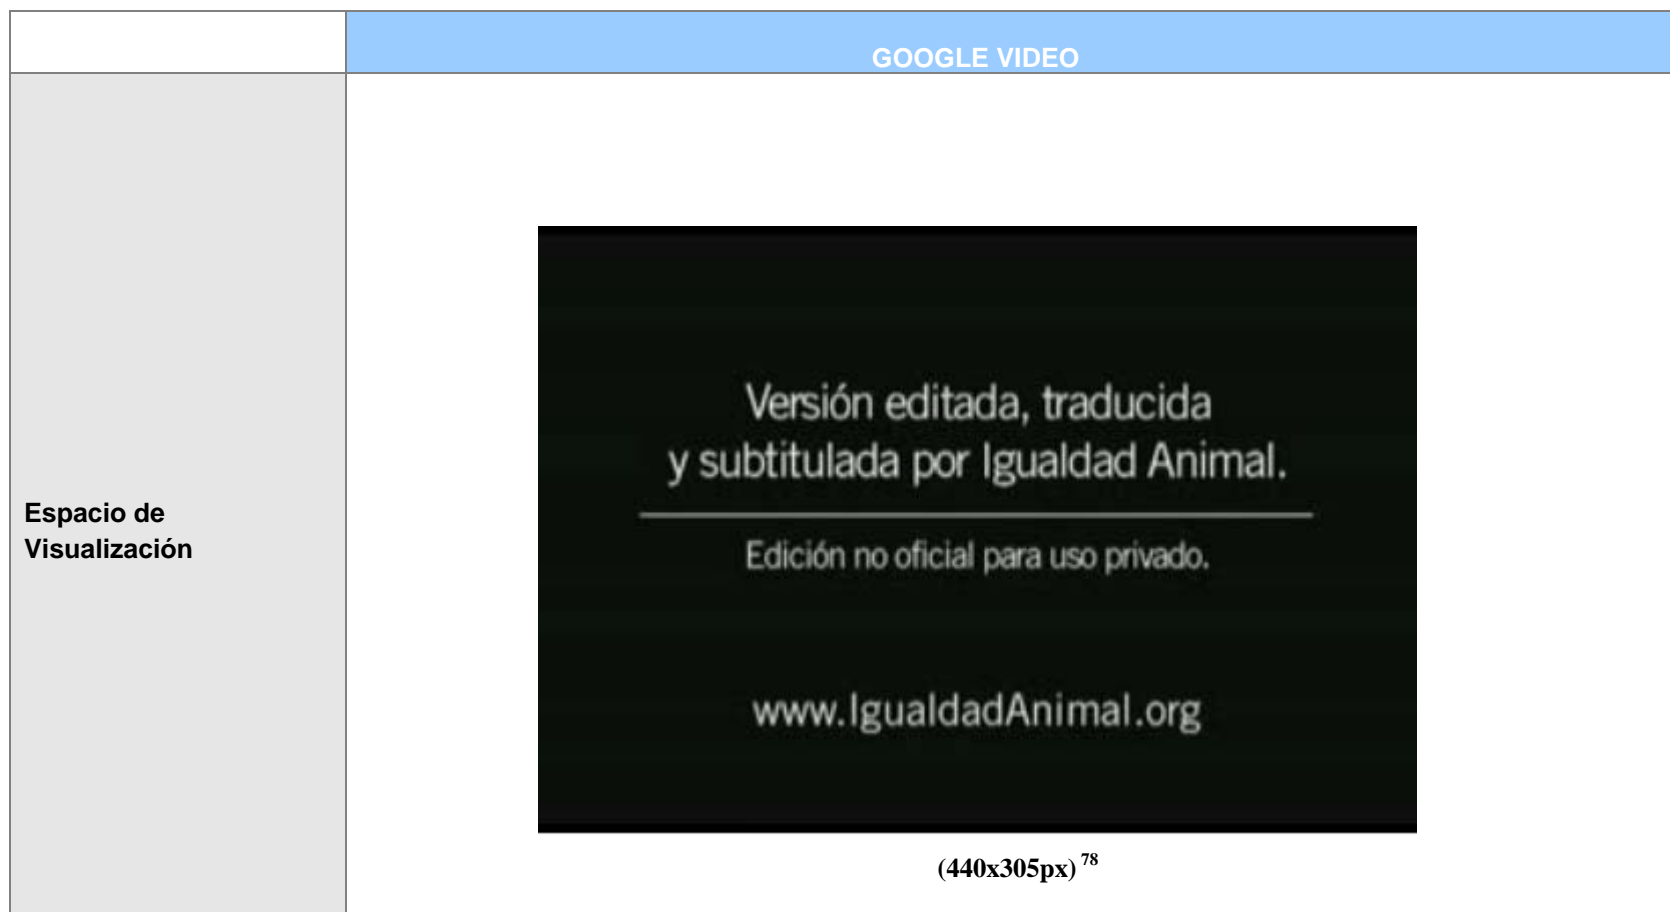 GOOGLE VIDEO
Espacio de
Visualización
Versión editada, traducida
y subtitulada por Igualdad Animal.
Edición no oficial para uso privado.
www.IgualdadAnimal.org
(440x305px) 78